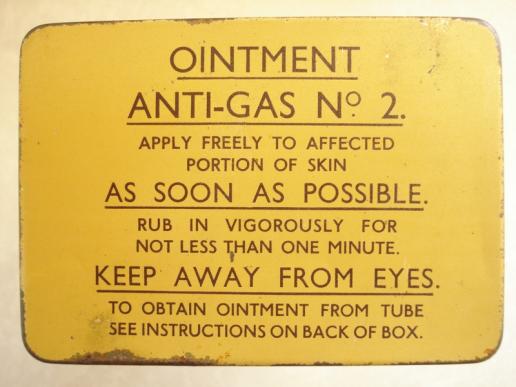 OINTMENT
ANTI-GAS Nº 2.
APPLY FREELY TO AFFECTED
PORTION OF SKIN
AS SOON AS POSSIBLE.
RUB IN VIGOROUSLY FOR
NOT LESS THAN ONE MINUTE.
KEEP AWAY FROM EYES.
TO OBTAIN OINTMENT FROM TUBE
SEE INSTRUCTIONS ON BACK OF BOX.